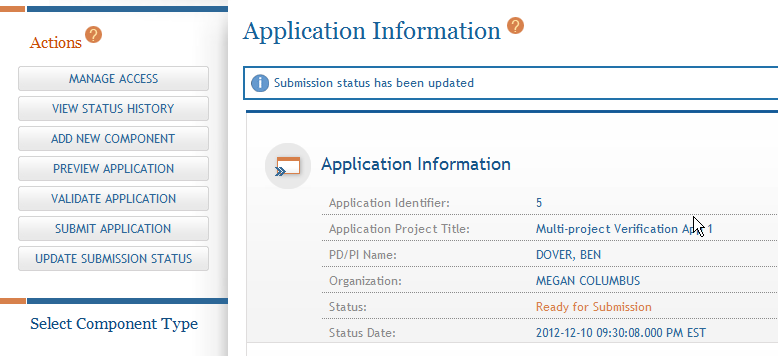 Actions ?
MANAGE ACCESS
VIEW STATUS HISTORY
ADD NEW COMPONENT
PREVIEW APPLICATION
VALIDATE APPLICATION
SUBMIT APPLICATION
UPDATE SUBMISSION STATUS
Select Component Type
Application Information ?
i Submission status has been updated
Application Information
Application Identifier: 5
Application Project Title: Multi-project Verification 1
PD/PI Name: DOVER, BEN
Organization: MEGAN COLUMBUS
Status: Ready for Submission
Status Date: 2012-12-10 09:30:08.000 PM EST